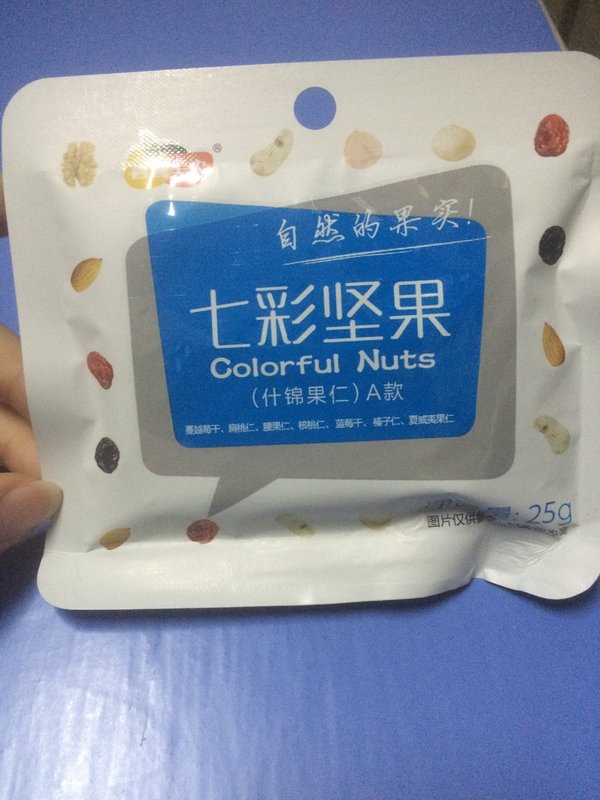 ®
自然的果实!
七彩坚果
Colorful Nuts
(什锦果仁)A款
蔓越莓干、扁桃仁、腰果仁、核桃仁、蓝莓干、榛子仁、夏威夷果仁
净 : 25g
图片仅供参